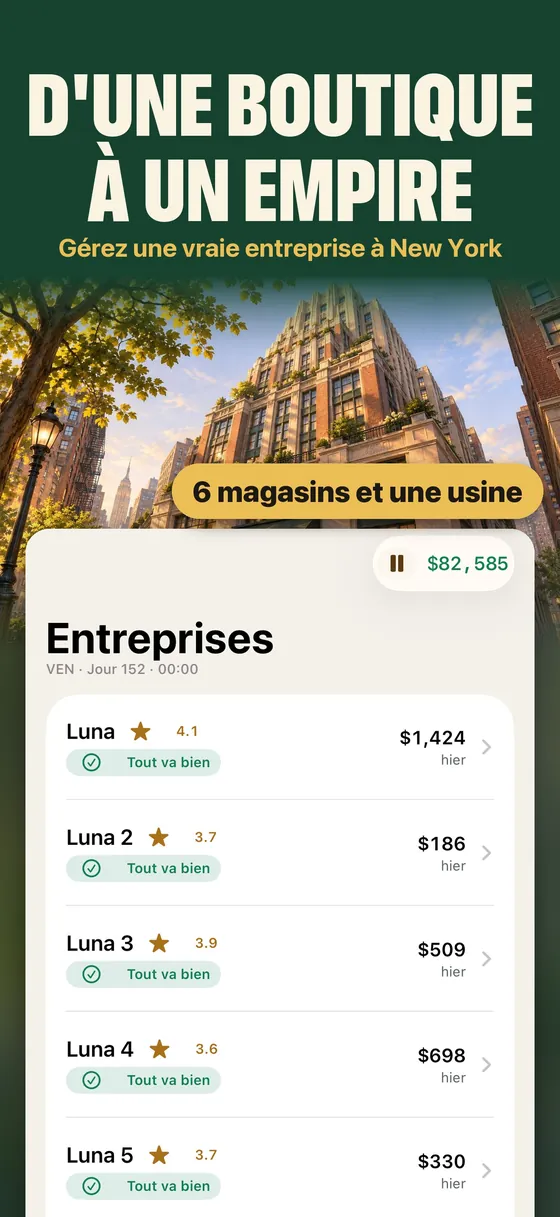 D'UNE BOUTIQUE
À UN EMPIRE
Gérez une vraie entreprise à New York
6 magasins et une usine
$82,585
Entreprises
VEN · Jour 152 · 00:00
Luna 4.1
$1,424
Tout va bien
hier
Luna 2 3.7
$186
Tout va bien
hier
Luna 3 3.9
$509
Tout va bien
hier
Luna 4 3.6
$698
Tout va bien
hier
Luna 5 3.7
$330
Tout va bien
hier